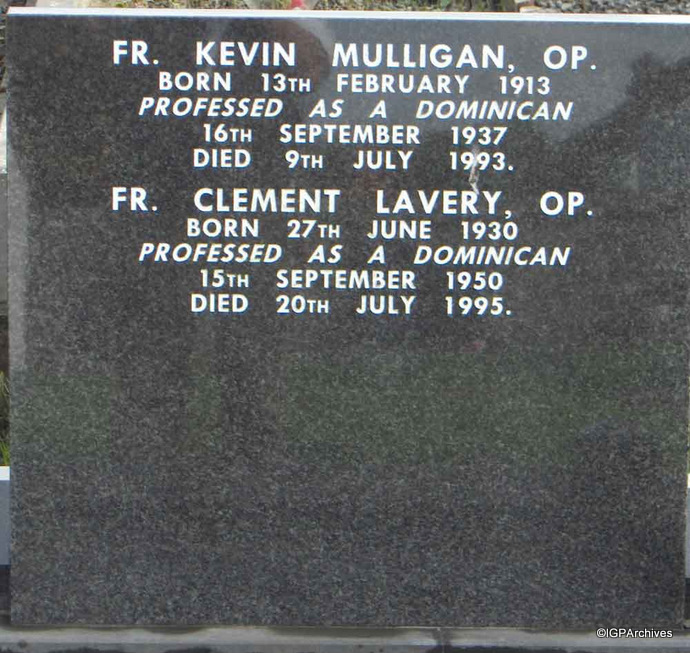 FR. KEVIN MULLIGAN, OP.
BORN 13TH FEBRUARY 1913
PROFESSED AS A DOMINICAN
16TH SEPTEMBER 1937
DIED 9TH JULY 1993.
FR. CLEMENT LAVERY, OP.
BORN 27TH JUNE 1930
PROFESSED AS A DOMINICAN
15TH SEPTEMBER 1950
DIED 20TH JULY 1995.
©IGPArchives